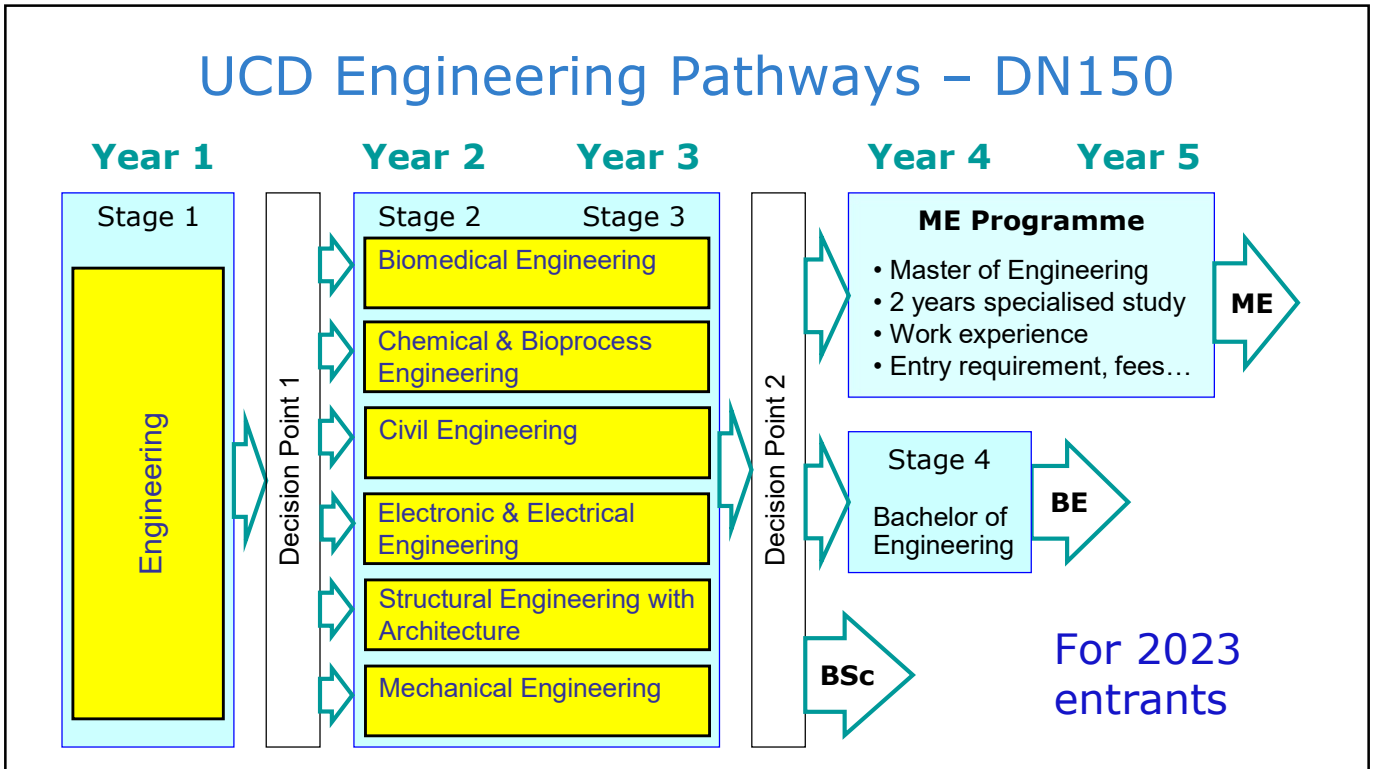 UCD Engineering Pathways – DN150
Year 1
Year 2
Year 3
Year 4
Year 5
Stage 1
Engineering
Decision Point 1
Stage 2
Stage 3
Biomedical Engineering
Chemical & Bioprocess
Engineering
Civil Engineering
Electronic & Electrical
Engineering
Structural Engineering with
Architecture
Mechanical Engineering
Decision Point 2
ME Programme
• Master of Engineering
• 2 years specialised study
• Work experience
• Entry requirement, fees…
ME
Stage 4
Bachelor of
Engineering
BE
BSc
For 2023
entrants